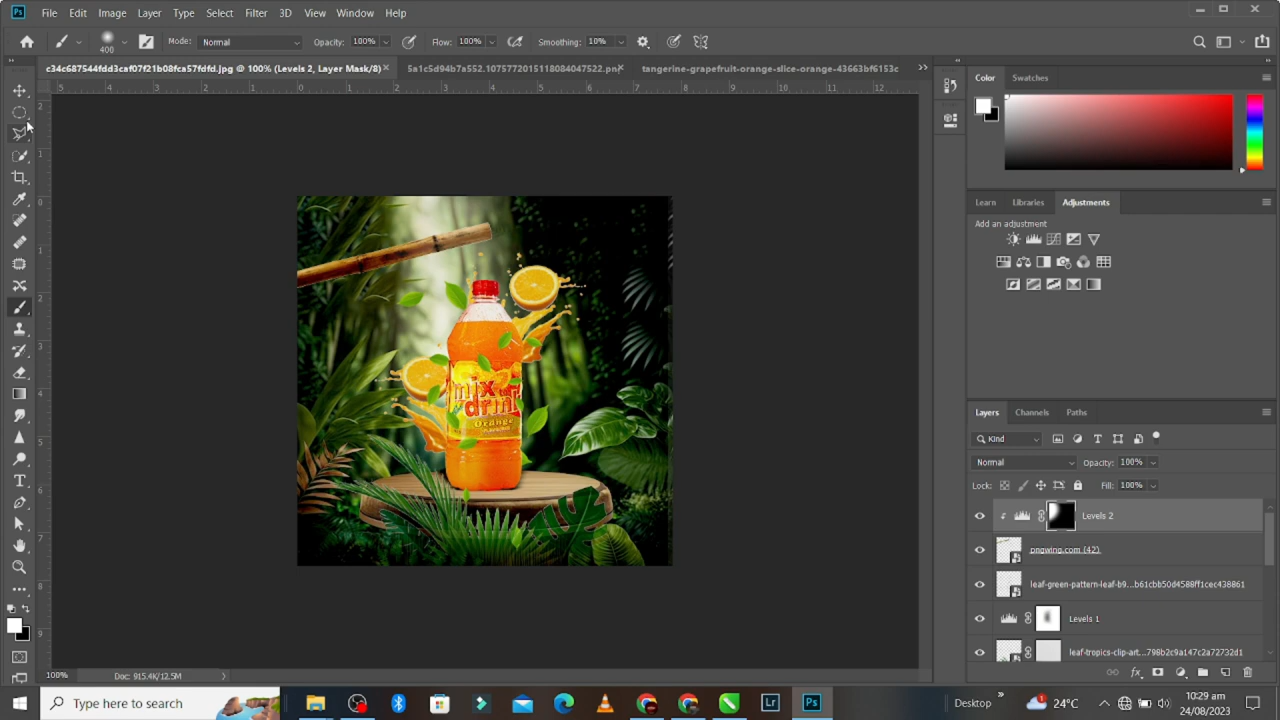 Ps File Edit Image Layer Type Select Filter 3D View Window Help
400 Mode: Normal Opacity: 100% Flow: 100% Smoothing: 10%
c34c687544fdd3caf07f21b08fca57fdfd.jpg @ 100% (Levels 2, Layer Mask/8) × tangerine-grapefruit-orange-slice-orange-43663bf6153c
Color Swatches
Learn Libraries Adjustments
Add an adjustment
mix
drink
Orange
Layers Channels Paths
Kind
Normal Opacity: 100%
Lock: Fill: 100%
Levels 2
pngwing.com (42)
leaf-green-pattern-leaf-b9...b61cbb50d4588ff1cec438861
Levels 1
leaf-tropics-clip-art...798b2c9a147c2a72732d1
100% Doc: 915.4K/12.5M
Type here to search
Lr Ps Desktop 1 24°C 10:29 am
24/08/2023